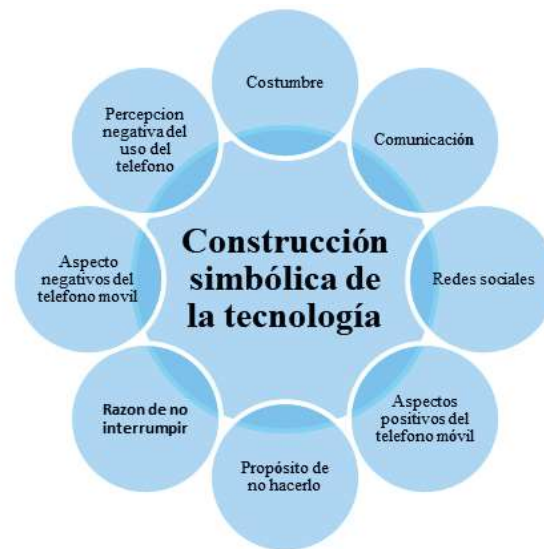 Costumbre
Comunicación
Redes sociales
Aspectos
positivos del
telefono móvil
Propósito de
no hacerlo
Razon de no
interrumpir
Aspecto
negativos del
telefono movil
Percepcion
negativa del
uso del
telefono
Construcción
simbólica de
la tecnología